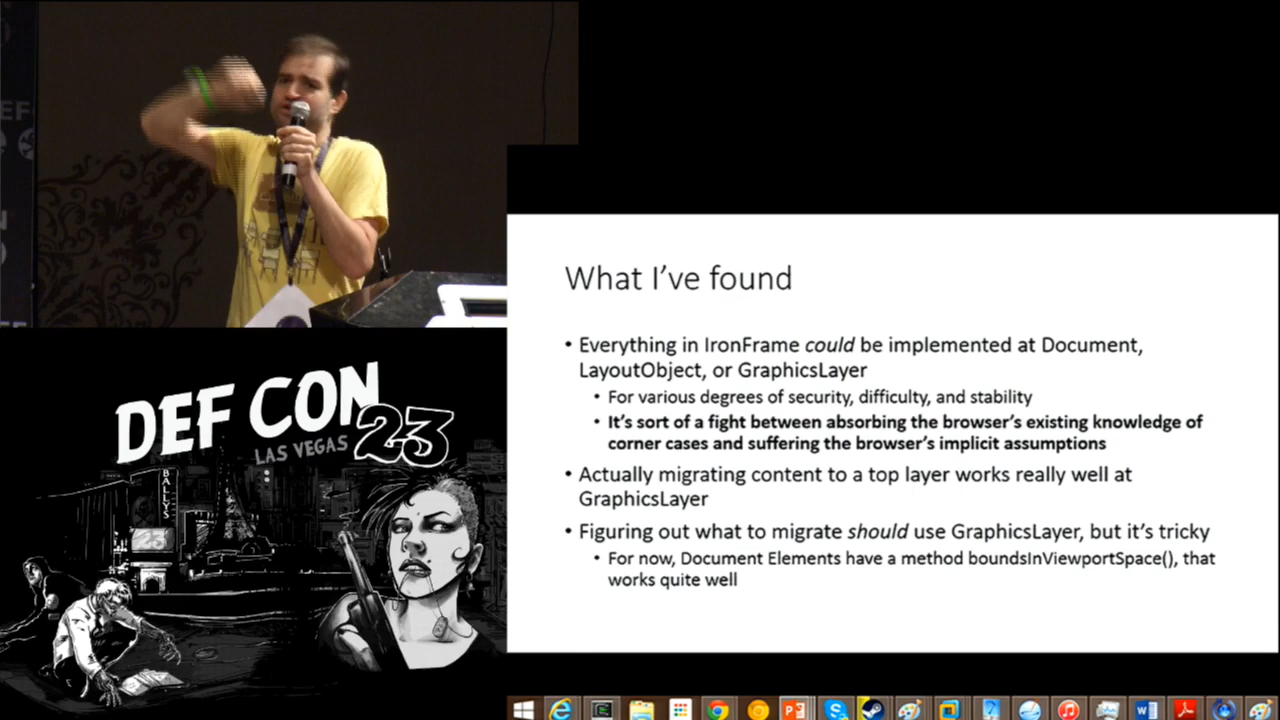 EF
DEF CON
LAS VEGAS 23
BALLYS
23
What I've found
• Everything in IronFrame could be implemented at Document,
LayoutObject, or GraphicsLayer
• For various degrees of security, difficulty, and stability
• It's sort of a fight between absorbing the browser's existing knowledge of
corner cases and suffering the browser's implicit assumptions
• Actually migrating content to a top layer works really well at
GraphicsLayer
• Figuring out what to migrate should use GraphicsLayer, but it's tricky
• For now, Document Elements have a method boundsInViewportSpace(), that
works quite well